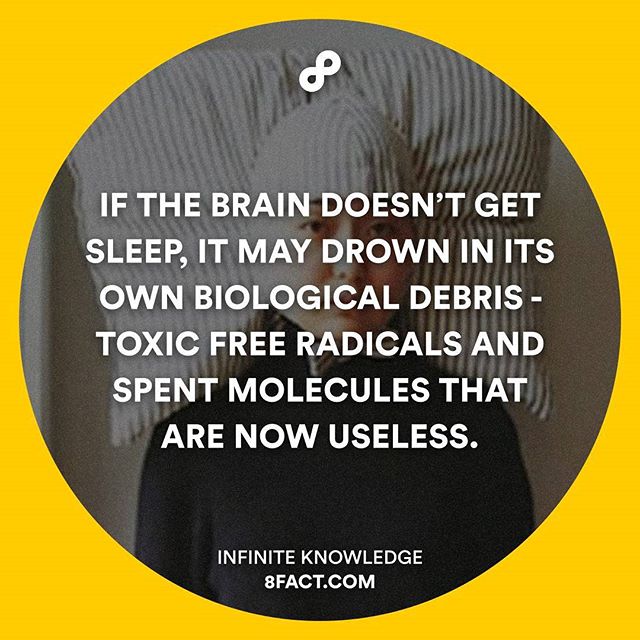 IF THE BRAIN DOESN'T GET
SLEEP, IT MAY DROWN IN ITS
OWN BIOLOGICAL DEBRIS -
TOXIC FREE RADICALS AND
SPENT MOLECULES THAT
ARE NOW USELESS.
INFINITE KNOWLEDGE
8FACT.COM